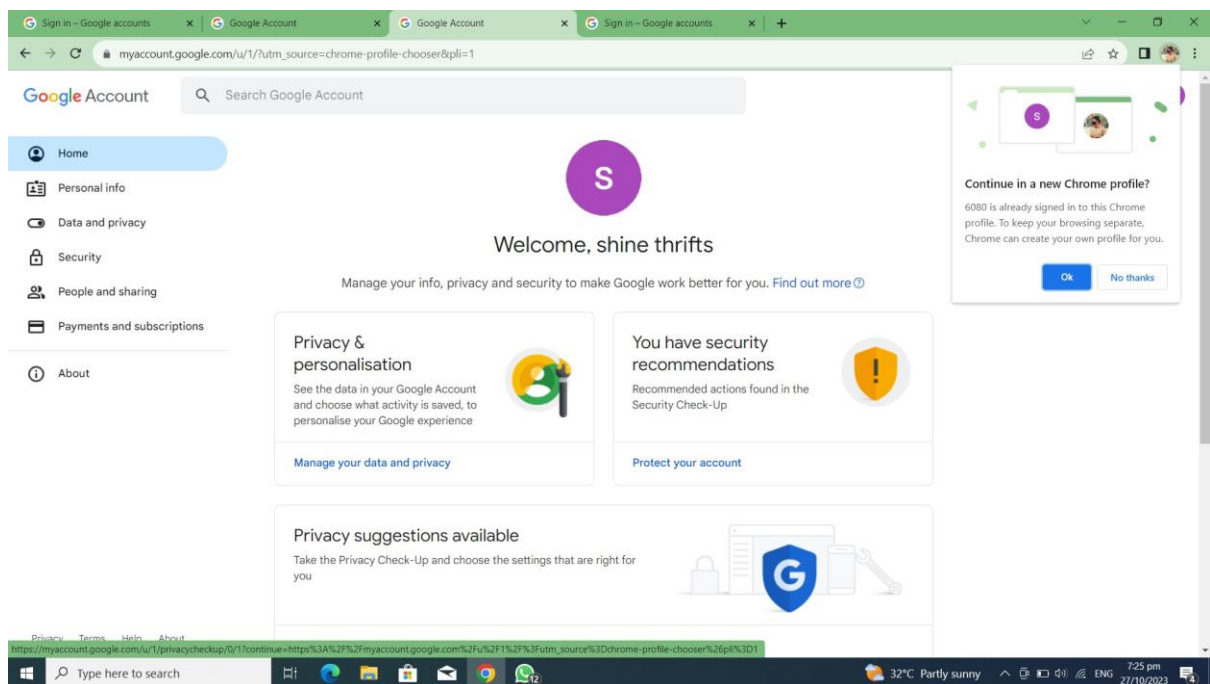 Sign in – Google accounts
Google Account
Google Account
Sign in – Google accounts
myaccount.google.com/u/1/?utm_source=chrome-profile-chooser&pli=1
Google Account
Search Google Account
Home
Personal info
Data and privacy
Security
People and sharing
Payments and subscriptions
About
S
Welcome, shine thrifts
Manage your info, privacy and security to make Google work better for you. Find out more
Privacy &
personalisation
See the data in your Google Account
and choose what activity is saved, to
personalise your Google experience
Manage your data and privacy
You have security
recommendations
Recommended actions found in the
Security Check-Up
Protect your account
Privacy suggestions available
Take the Privacy Check-Up and choose the settings that are right for
you
G
S
Continue in a new Chrome profile?
6080 is already signed in to this Chrome
profile. To keep your browsing separate,
Chrome can create your own profile for you.
Ok
No thanks
Privacy Terms Help About
https://myaccount.google.com/u/1/privacycheckup/0/1?continue=https%3A%2F%2Fmyaccount.google.com%2Fu%2F1%2F%3Futm_source%3Dchrome-profile-chooser%26pli%3D1
Type here to search
12
32°C Partly sunny
ENG
7:25 pm
27/10/2023
4